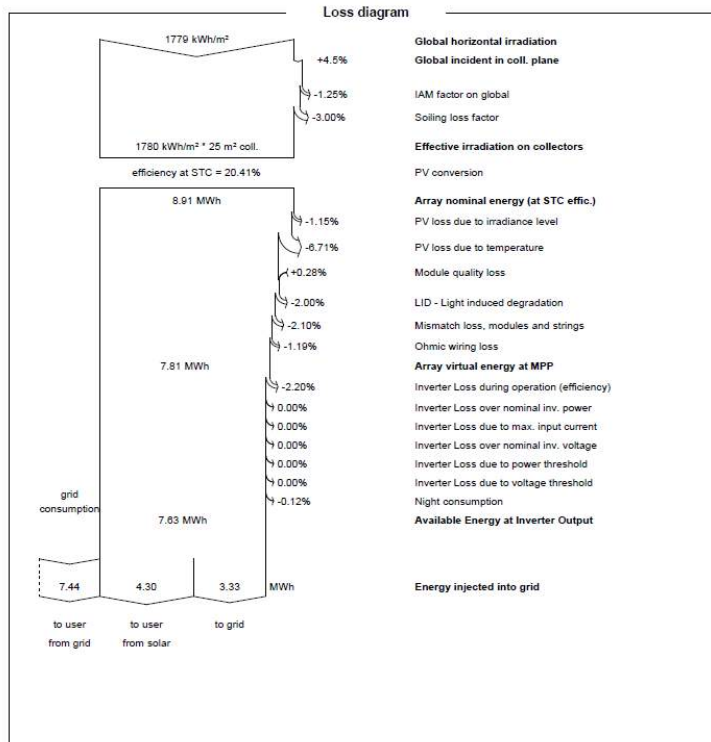 Loss diagram
1779 kWh/m² Global horizontal irradiation
+4.5% Global incident in coll. plane
-1.25% IAM factor on global
-3.00% Soiling loss factor
1780 kWh/m² * 25 m² coll. Effective irradiation on collectors
efficiency at STC = 20.41% PV conversion
8.91 MWh Array nominal energy (at STC effic.)
-1.15% PV loss due to irradiance level
-6.71% PV loss due to temperature
+0.28% Module quality loss
-2.00% LID - Light induced degradation
-2.10% Mismatch loss, modules and strings
-1.19% Ohmic wiring loss
7.81 MWh Array virtual energy at MPP
-2.20% Inverter Loss during operation (efficiency)
0.00% Inverter Loss over nominal inv. power
0.00% Inverter Loss due to max. input current
0.00% Inverter Loss over nominal inv. voltage
0.00% Inverter Loss due to power threshold
0.00% Inverter Loss due to voltage threshold
grid
consumption
-0.12% Night consumption
7.63 MWh Available Energy at Inverter Output
7.44 4.30 3.33 MWh Energy injected into grid
to user to user to grid
from grid from solar